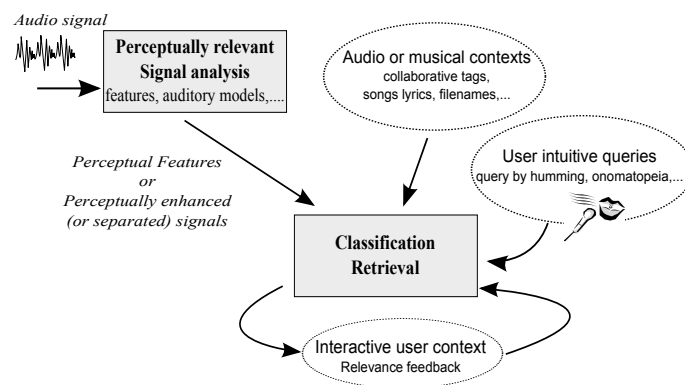 Audio signal
Perceptually relevant
Signal analysis
features, auditory models,....
Audio or musical contexts
collaborative tags,
songs lyrics, filenames,...
User intuitive queries
query by humming, onomatopeia,...
Perceptual Features
or
Perceptually enhanced
(or separated) signals
Classification
Retrieval
Interactive user context
Relevance feedback